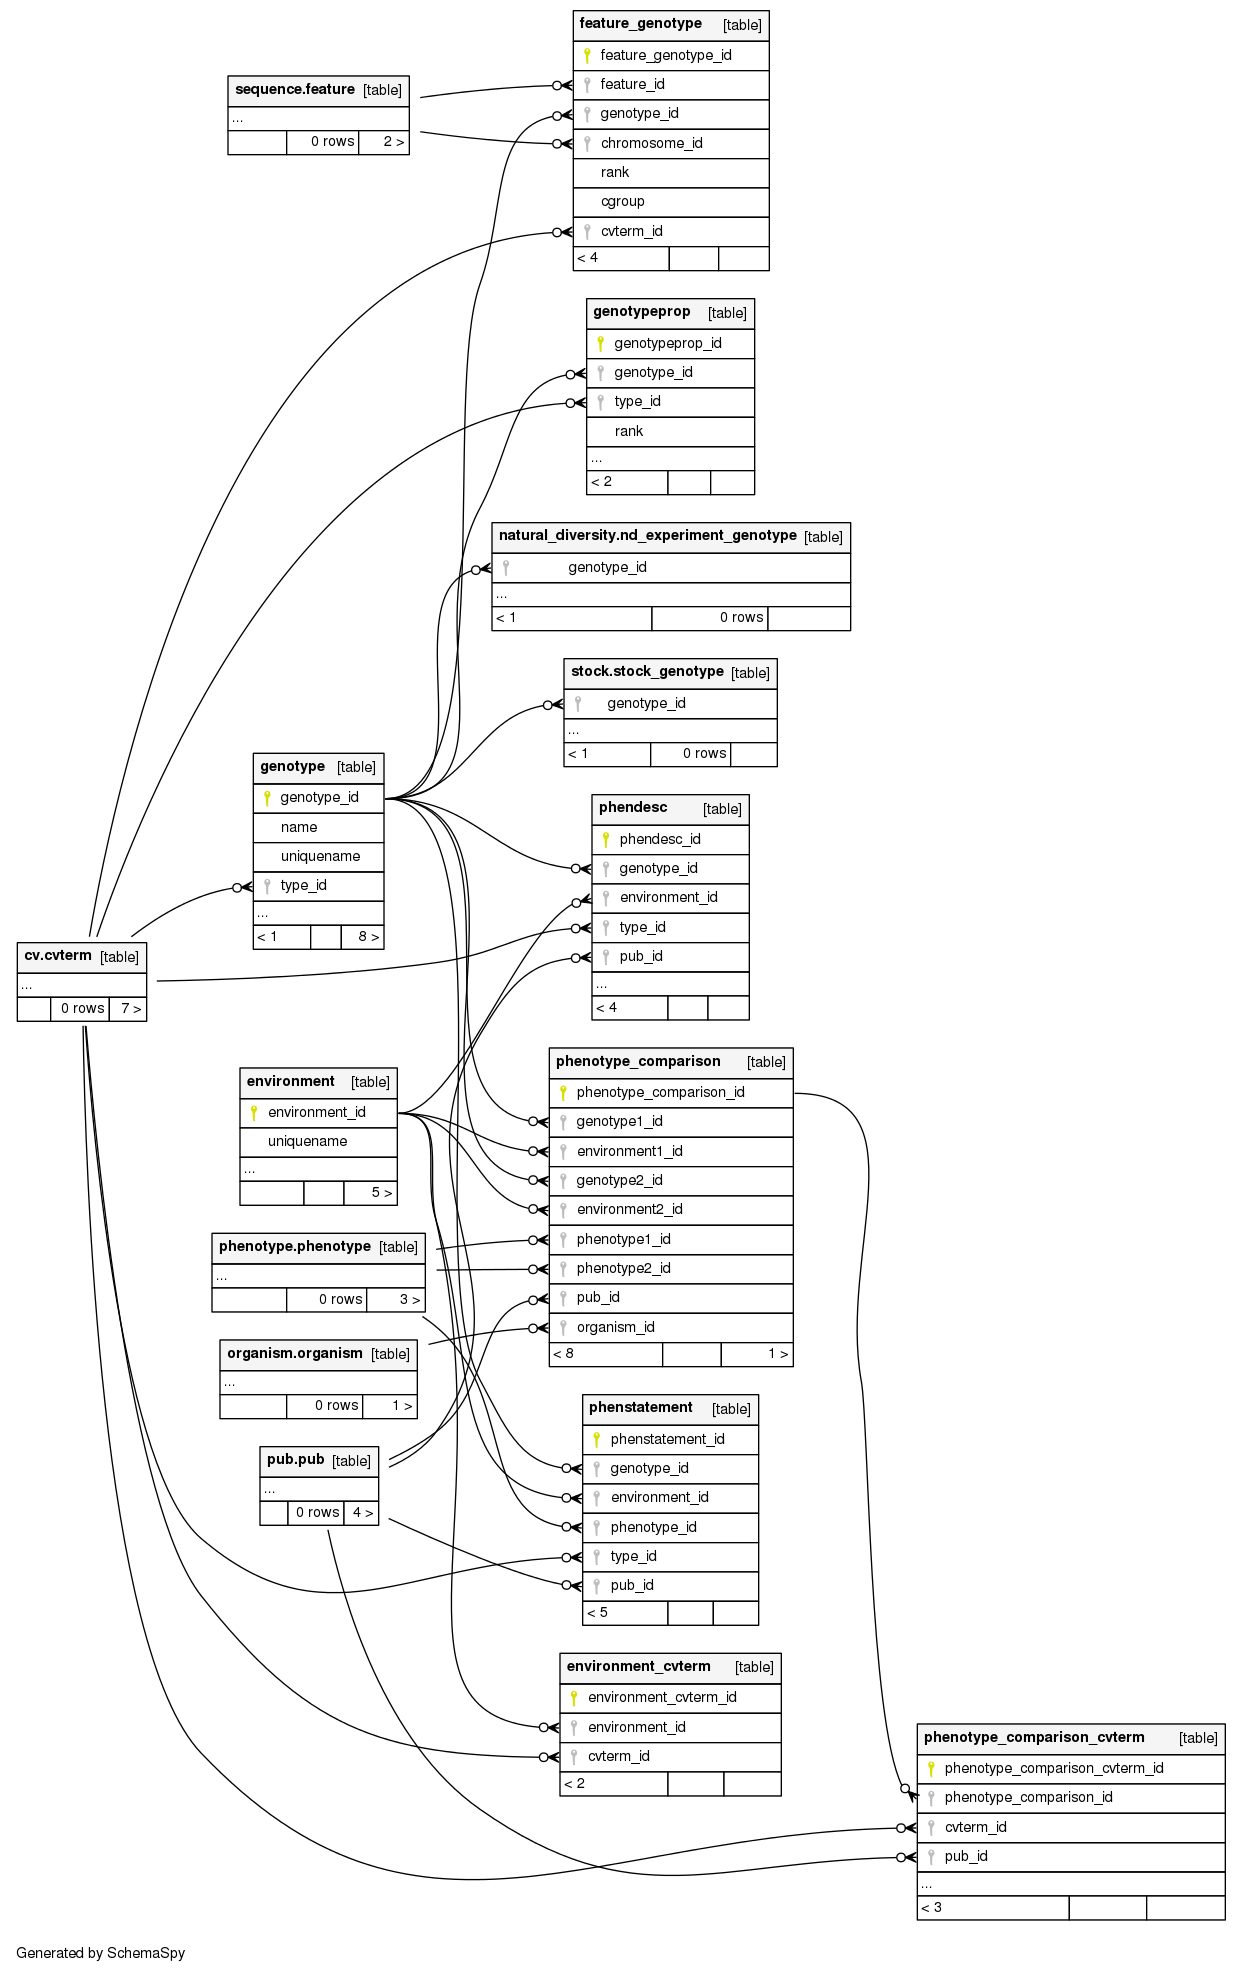 feature_genotype [table]
feature_genotype_id
feature_id
genotype_id
chromosome_id
rank
cgroup
cvterm_id
< 4
sequence.feature [table]
...
0 rows 2 >
genotypeprop [table]
genotypeprop_id
genotype_id
type_id
rank
...
< 2
natural_diversity.nd_experiment_genotype [table]
genotype_id
...
< 1 0 rows
stock.stock_genotype [table]
genotype_id
...
< 1 0 rows
genotype [table]
genotype_id
name
uniquename
type_id
...
< 1 8 >
phendesc [table]
phendesc_id
genotype_id
environment_id
type_id
pub_id
...
< 4
cv.cvterm [table]
...
0 rows 7 >
environment [table]
environment_id
uniquename
...
5 >
phenotype_comparison [table]
phenotype_comparison_id
genotype1_id
environment1_id
genotype2_id
environment2_id
phenotype1_id
phenotype2_id
pub_id
organism_id
< 8 1 >
phenotype.phenotype [table]
...
0 rows 3 >
organism.organism [table]
...
0 rows 1 >
pub.pub [table]
...
0 rows 4 >
phenstatement [table]
phenstatement_id
genotype_id
environment_id
phenotype_id
type_id
pub_id
< 5
environment_cvterm [table]
environment_cvterm_id
environment_id
cvterm_id
< 2
phenotype_comparison_cvterm [table]
phenotype_comparison_cvterm_id
phenotype_comparison_id
cvterm_id
pub_id
...
< 3
Generated by SchemaSpy